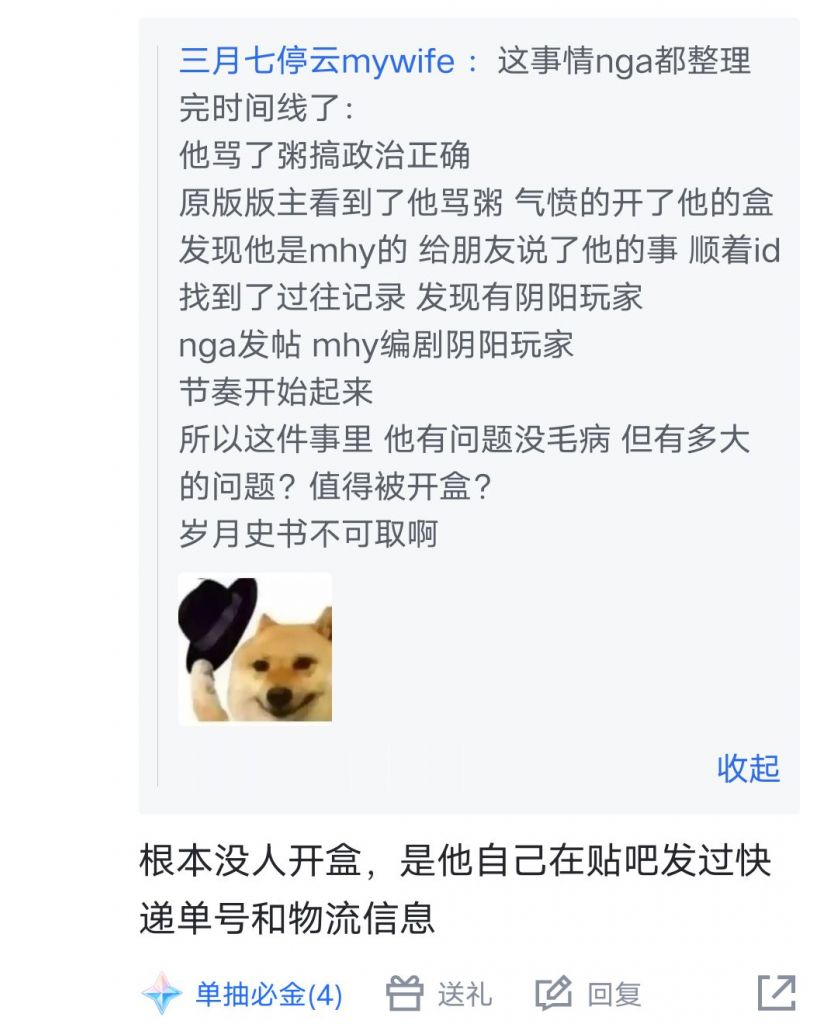 三月七停云mywife：这事情nga都整理
完时间线了：
他骂了粥搞政治正确
原版版主看到了他骂粥 气愤的开了他的盒
发现他是mhy的 给朋友说了他的事 顺着id
找到了过往记录 发现有阴阳玩家
nga发帖 mhy编剧阴阳玩家
节奏开始起来
所以这件事里 他有问题没毛病 但有多大
的问题？值得被开盒？
岁月史书不可取啊
收起
根本没人开盒，是他自己在贴吧发过快
递单号和物流信息
单抽必金(4) 送礼 回复